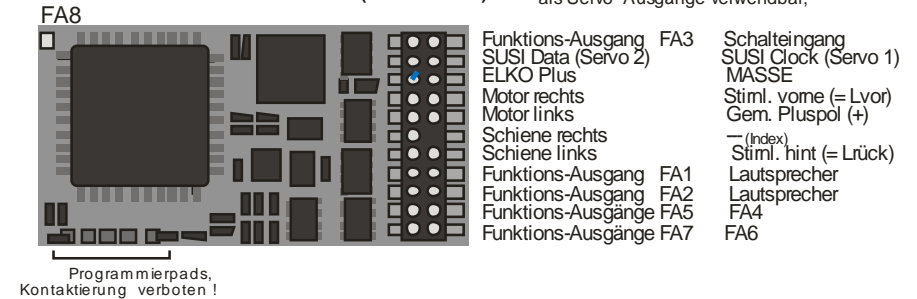 als Servo-Ausgänge verwendbar,
FA8
Funktions-Ausgang FA3 Schalteingang
SUSI Data (Servo 2) SUSI Clock (Servo 1)
ELKO Plus MASSE
Motor rechts Stirnl. vorne (= Lvor)
Motor links Gem. Pluspol (+)
Schiene rechts --- (Index)
Schiene links Stirnl. hint (= Lrück)
Funktions-Ausgang FA1 Lautsprecher
Funktions-Ausgang FA2 Lautsprecher
Funktions-Ausgänge FA5 FA4
Funktions-Ausgänge FA7 FA6
Programmierpads,
Kontaktierung verboten !